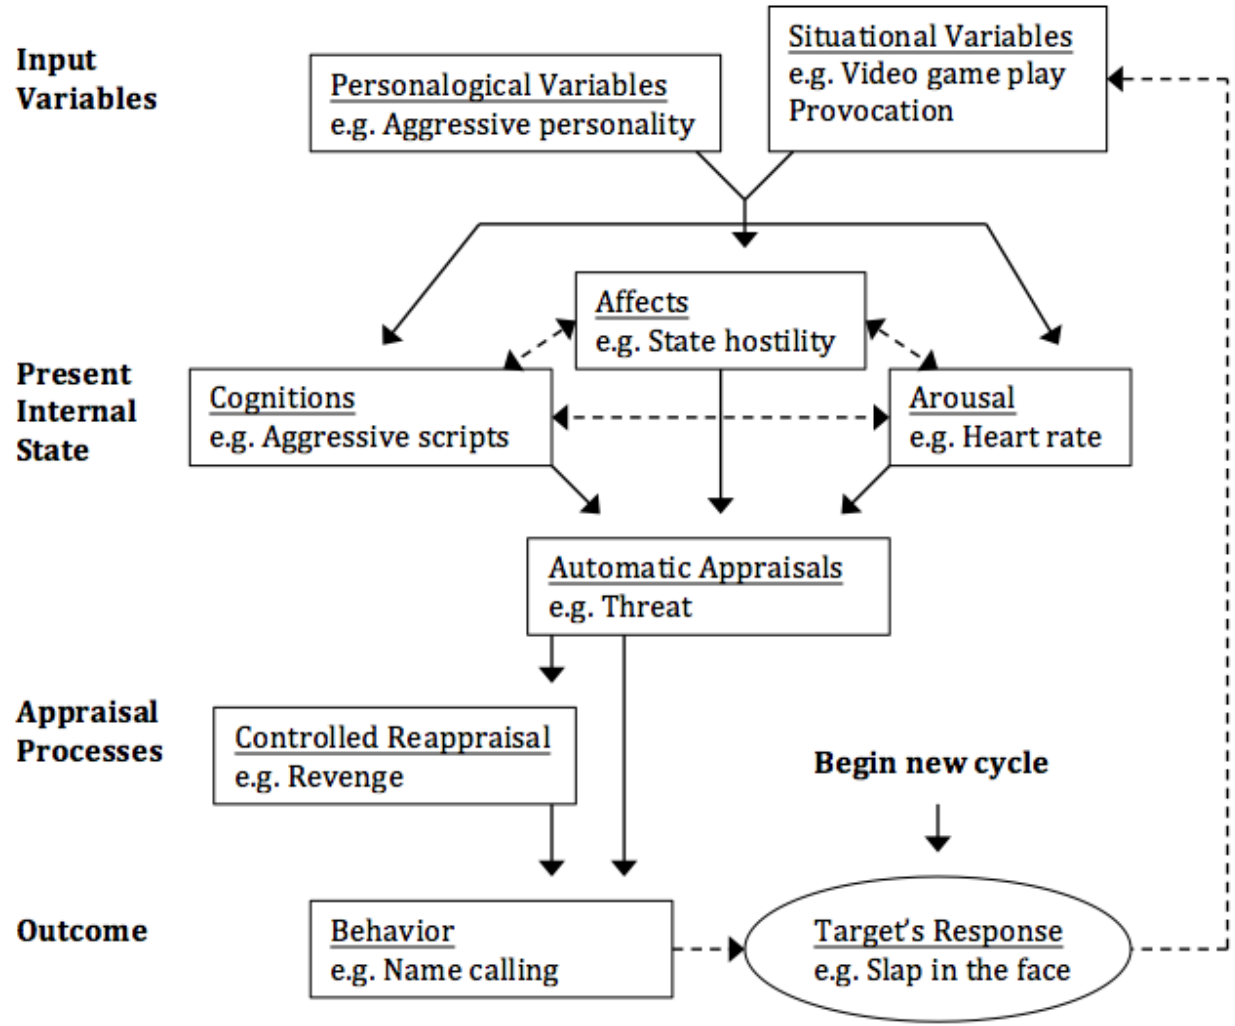 Input
Variables
Personalogical Variables
e.g. Aggressive personality
Situational Variables
e.g. Video game play
Provocation
Affects
e.g. State hostility
Present
Internal
State
Cognitions
e.g. Aggressive scripts
Arousal
e.g. Heart rate
Automatic Appraisals
e.g. Threat
Appraisal
Processes
Controlled Reappraisal
e.g. Revenge
Begin new cycle
Outcome
Behavior
e.g. Name calling
Target's Response
e.g. Slap in the face